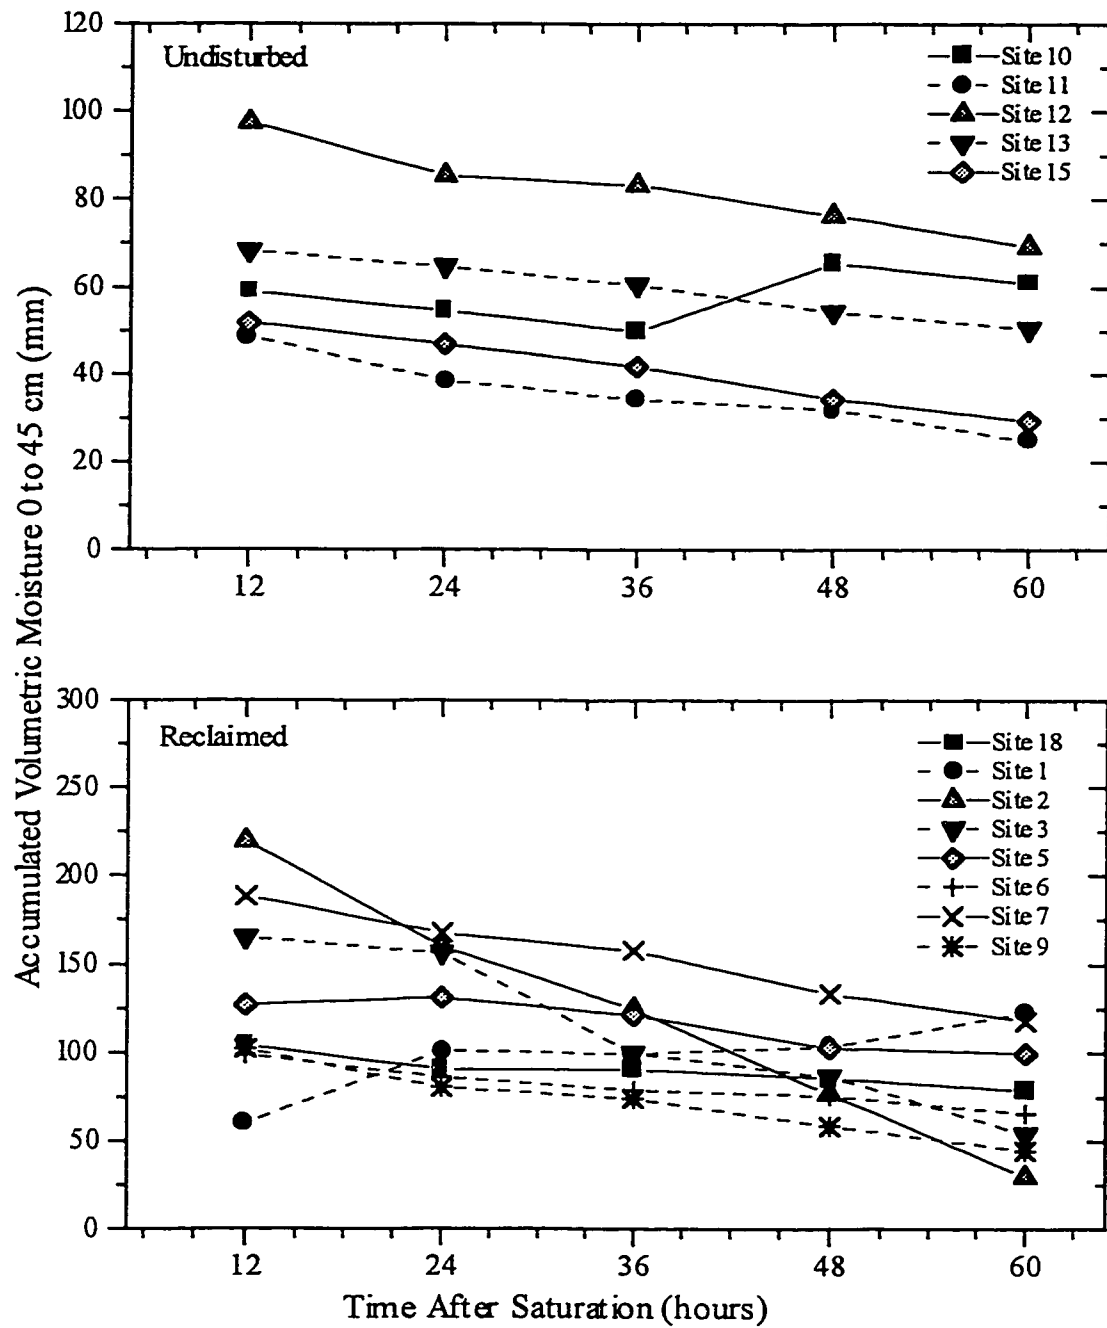 120
100
80
60
40
20
0
Undisturbed
Site 10
Site 11
Site 12
Site 13
Site 15
12 24 36 48 60
Accumulated Volumetric Moisture 0 to 45 cm (mm)
300
250
200
150
100
50
0
Reclaimed
Site 18
Site 1
Site 2
Site 3
Site 5
Site 6
Site 7
Site 9
12 24 36 48 60
Time After Saturation (hours)